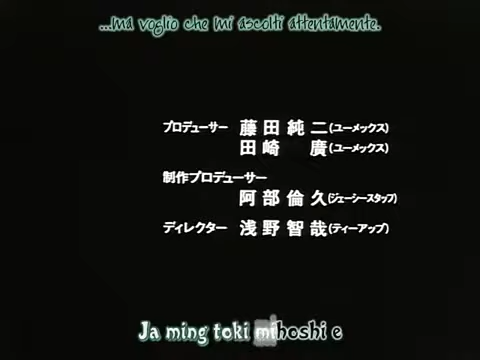 ...ma voglio che mi ascolti attentamente.
プロデューサー 藤田純二(ユーメックス)
田崎 廣(ユーメックス)
制作プロデューサー
阿部倫久(ジェーシースタッフ)
ディレクター 浅野智哉(ティーアップ)
Ja ming toki mihoshi e